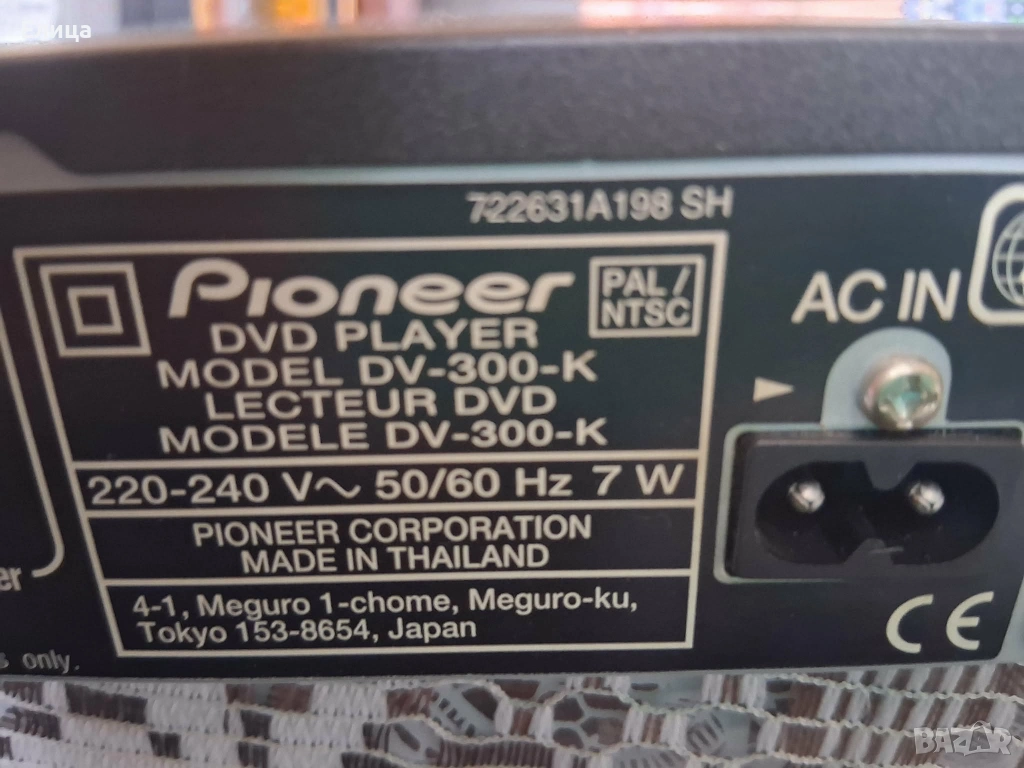 722631A198 SH
Pioneer
PAL/
NTSC
DVD PLAYER
MODEL DV-300-K
LECTEUR DVD
MODELE DV-300-K
220-240 V~ 50/60 Hz 7 W
PIONEER CORPORATION
MADE IN THAILAND
4-1, Meguro 1-chome, Meguro-ku,
Tokyo 153-8654, Japan
AC IN
CE
only.
BAZAR